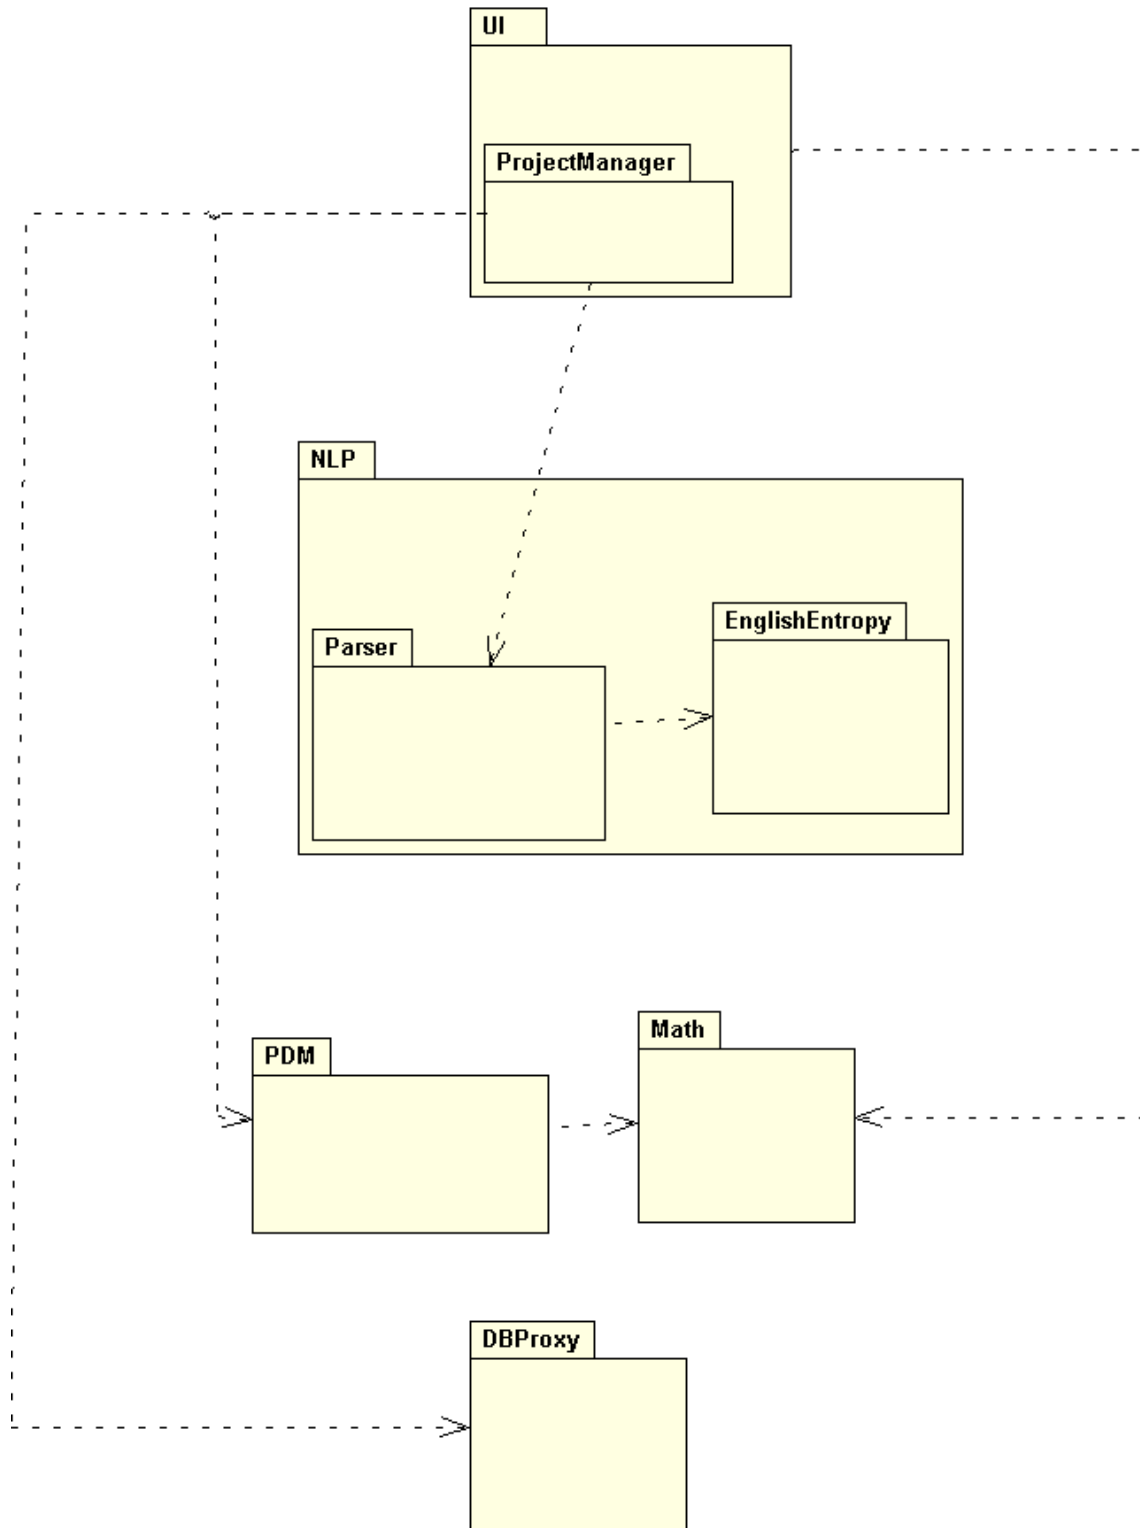 UI
ProjectManager
NLP
EnglishEntropy
Parser
Math
PDM
DBProxy